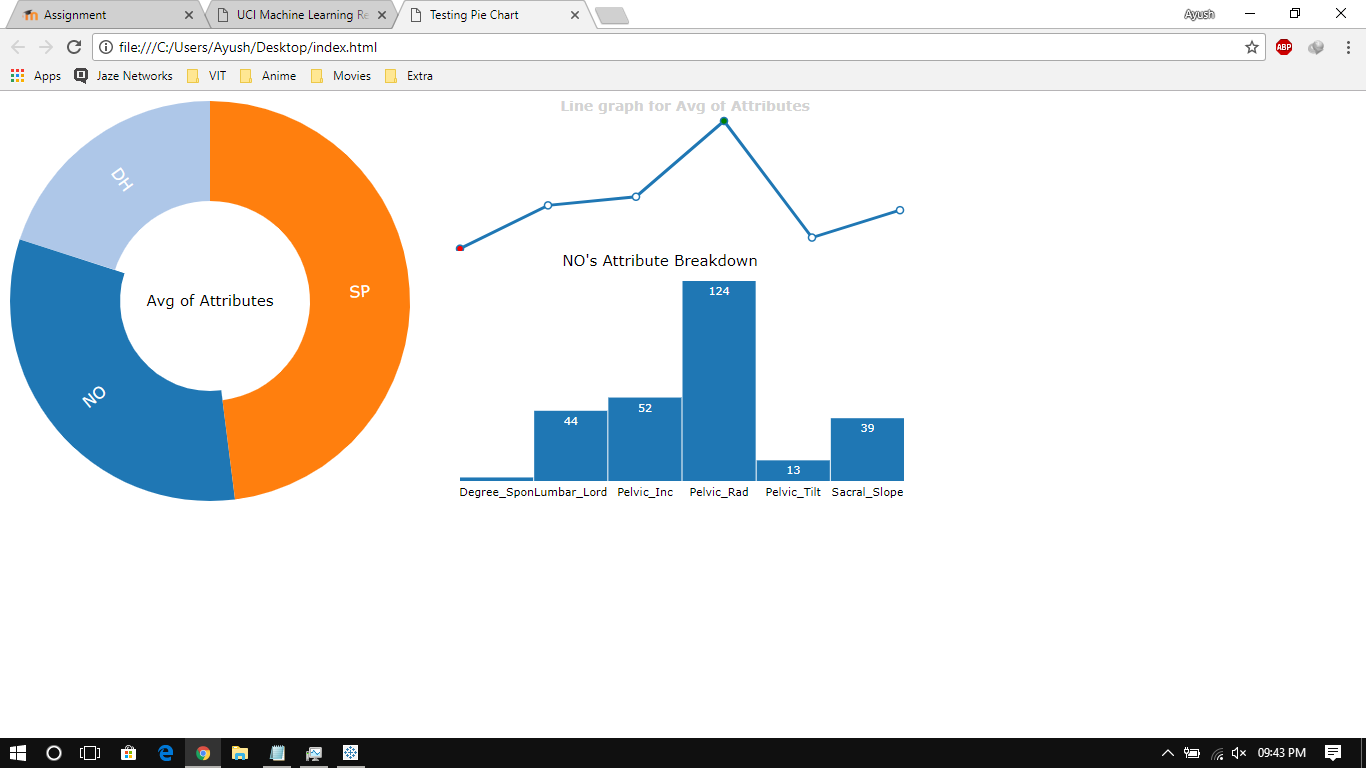 Assignment
UCI Machine Learning Re
Testing Pie Chart
Ayush
file:///C:/Users/Ayush/Desktop/index.html
ABP
Apps
Jaze Networks
VIT
Anime
Movies
Extra
Line graph for Avg of Attributes
DH
SP
NO
Avg of Attributes
NO's Attribute Breakdown
124
44
52
13
39
Degree_Spon
Lumbar_Lord
Pelvic_Inc
Pelvic_Rad
Pelvic_Tilt
Sacral_Slope
09:43 PM